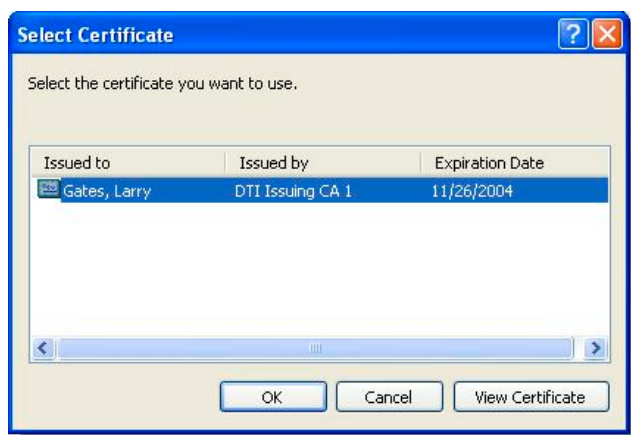 Select Certificate
Select the certificate you want to use.
Issued to Issued by Expiration Date
Gates, Larry DTI Issuing CA 1 11/26/2004
OK Cancel View Certificate